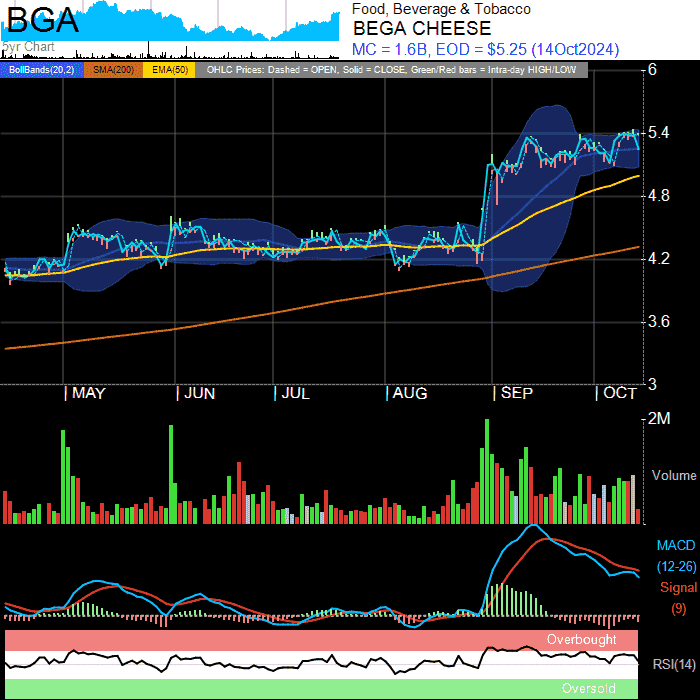 BGA
5yr Chart
Food, Beverage & Tobacco
BEGA CHEESE
MC = 1.6B, EOD = $5.25 (14Oct2024)
BollBands(20,2) SMA(200) EMA(50) OHLC Prices: Dashed = OPEN, Solid = CLOSE, Green/Red bars = Intra-day HIGH/LOW
6
5.4
4.8
4.2
3.6
3
| MAY | JUN | JUL | AUG | SEP | OCT
2M
Volume
MACD
(12-26)
Signal
(9)
Overbought
RSI(14)
Oversold